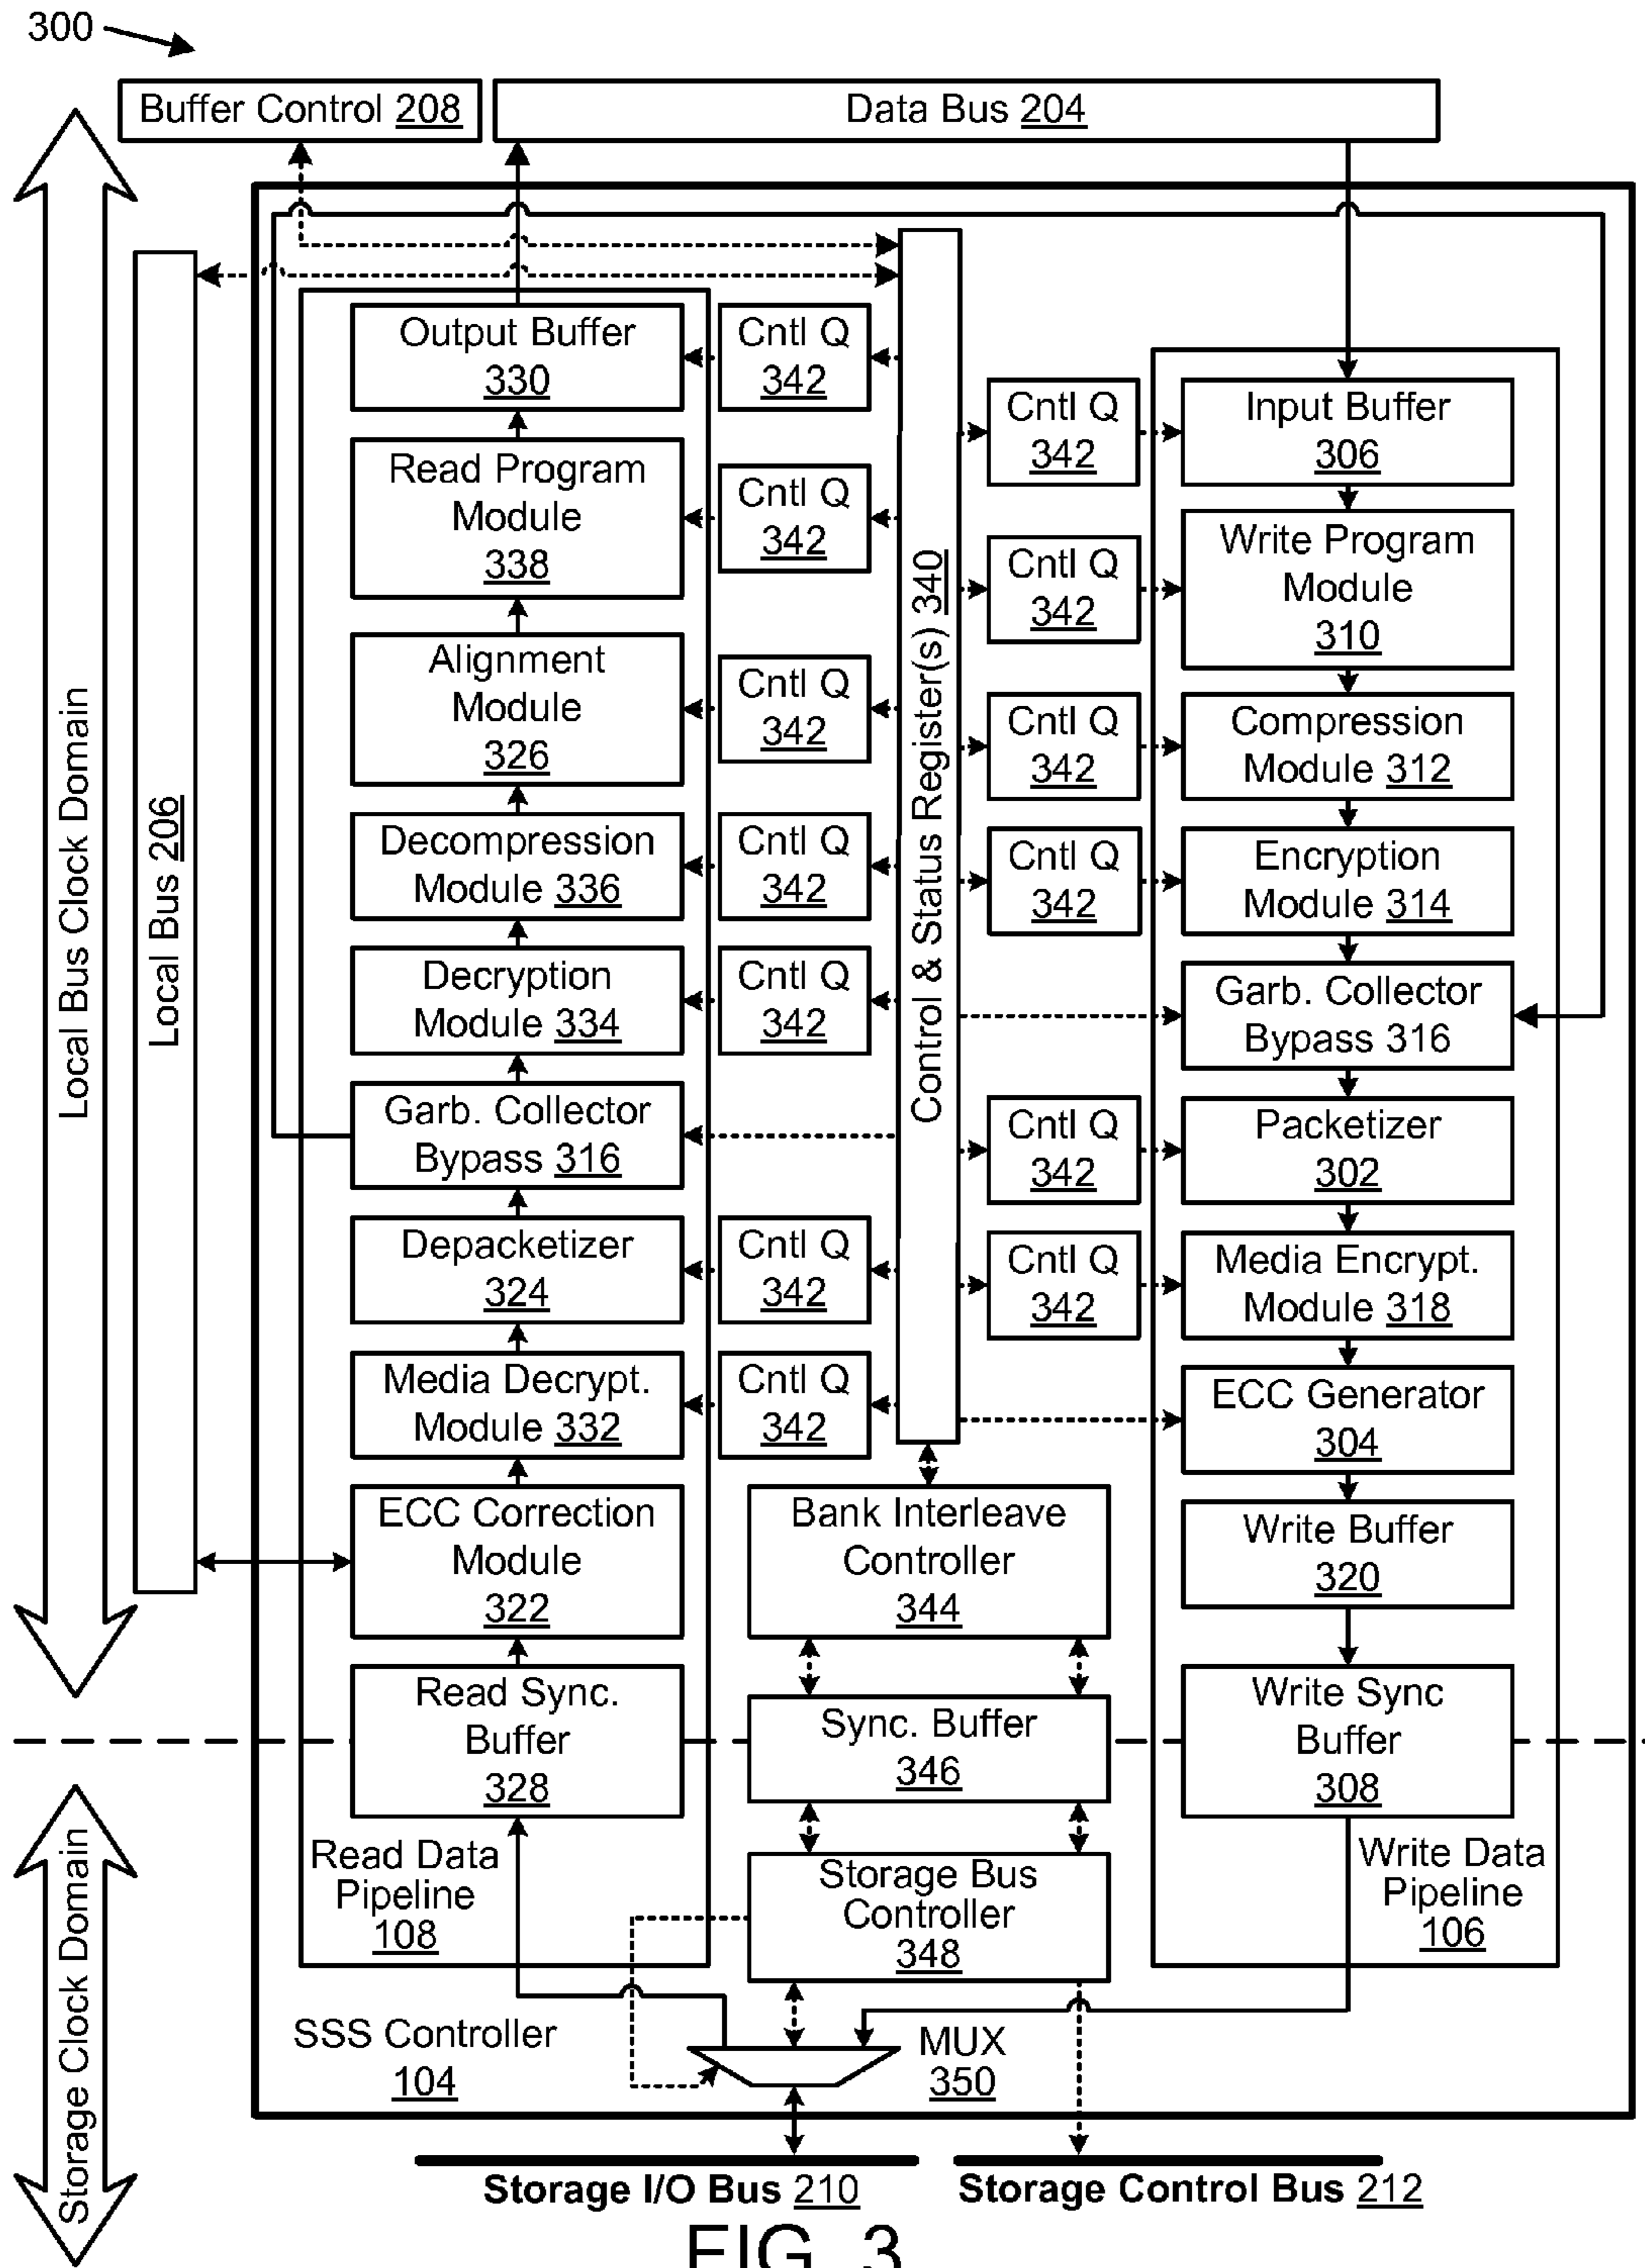 300
Buffer Control 208
Data Bus 204
Local Bus Clock Domain
Local Bus 206
Output Buffer
330
Cntl Q
342
Read Program
Module
338
Cntl Q
342
Alignment
Module
326
Cntl Q
342
Decompression
Module 336
Cntl Q
342
Decryption
Module 334
Cntl Q
342
Garb. Collector
Bypass 316
Depacketizer
324
Cntl Q
342
Media Decrypt.
Module 332
Cntl Q
342
ECC Correction
Module
322
Read Sync.
Buffer
328
Read Data
Pipeline
108
Control & Status Register(s) 340
Bank Interleave
Controller
344
Sync. Buffer
346
Storage Bus
Controller
348
Cntl Q
342
Input Buffer
306
Cntl Q
342
Write Program
Module
310
Cntl Q
342
Compression
Module 312
Cntl Q
342
Encryption
Module 314
Garb. Collector
Bypass 316
Cntl Q
342
Packetizer
302
Cntl Q
342
Media Encrypt.
Module 318
ECC Generator
304
Write Buffer
320
Write Sync
Buffer
308
Write Data
Pipeline
106
Storage Clock Domain
SSS Controller
104
MUX
350
Storage I/O Bus 210
Storage Control Bus 212
FIG. 3